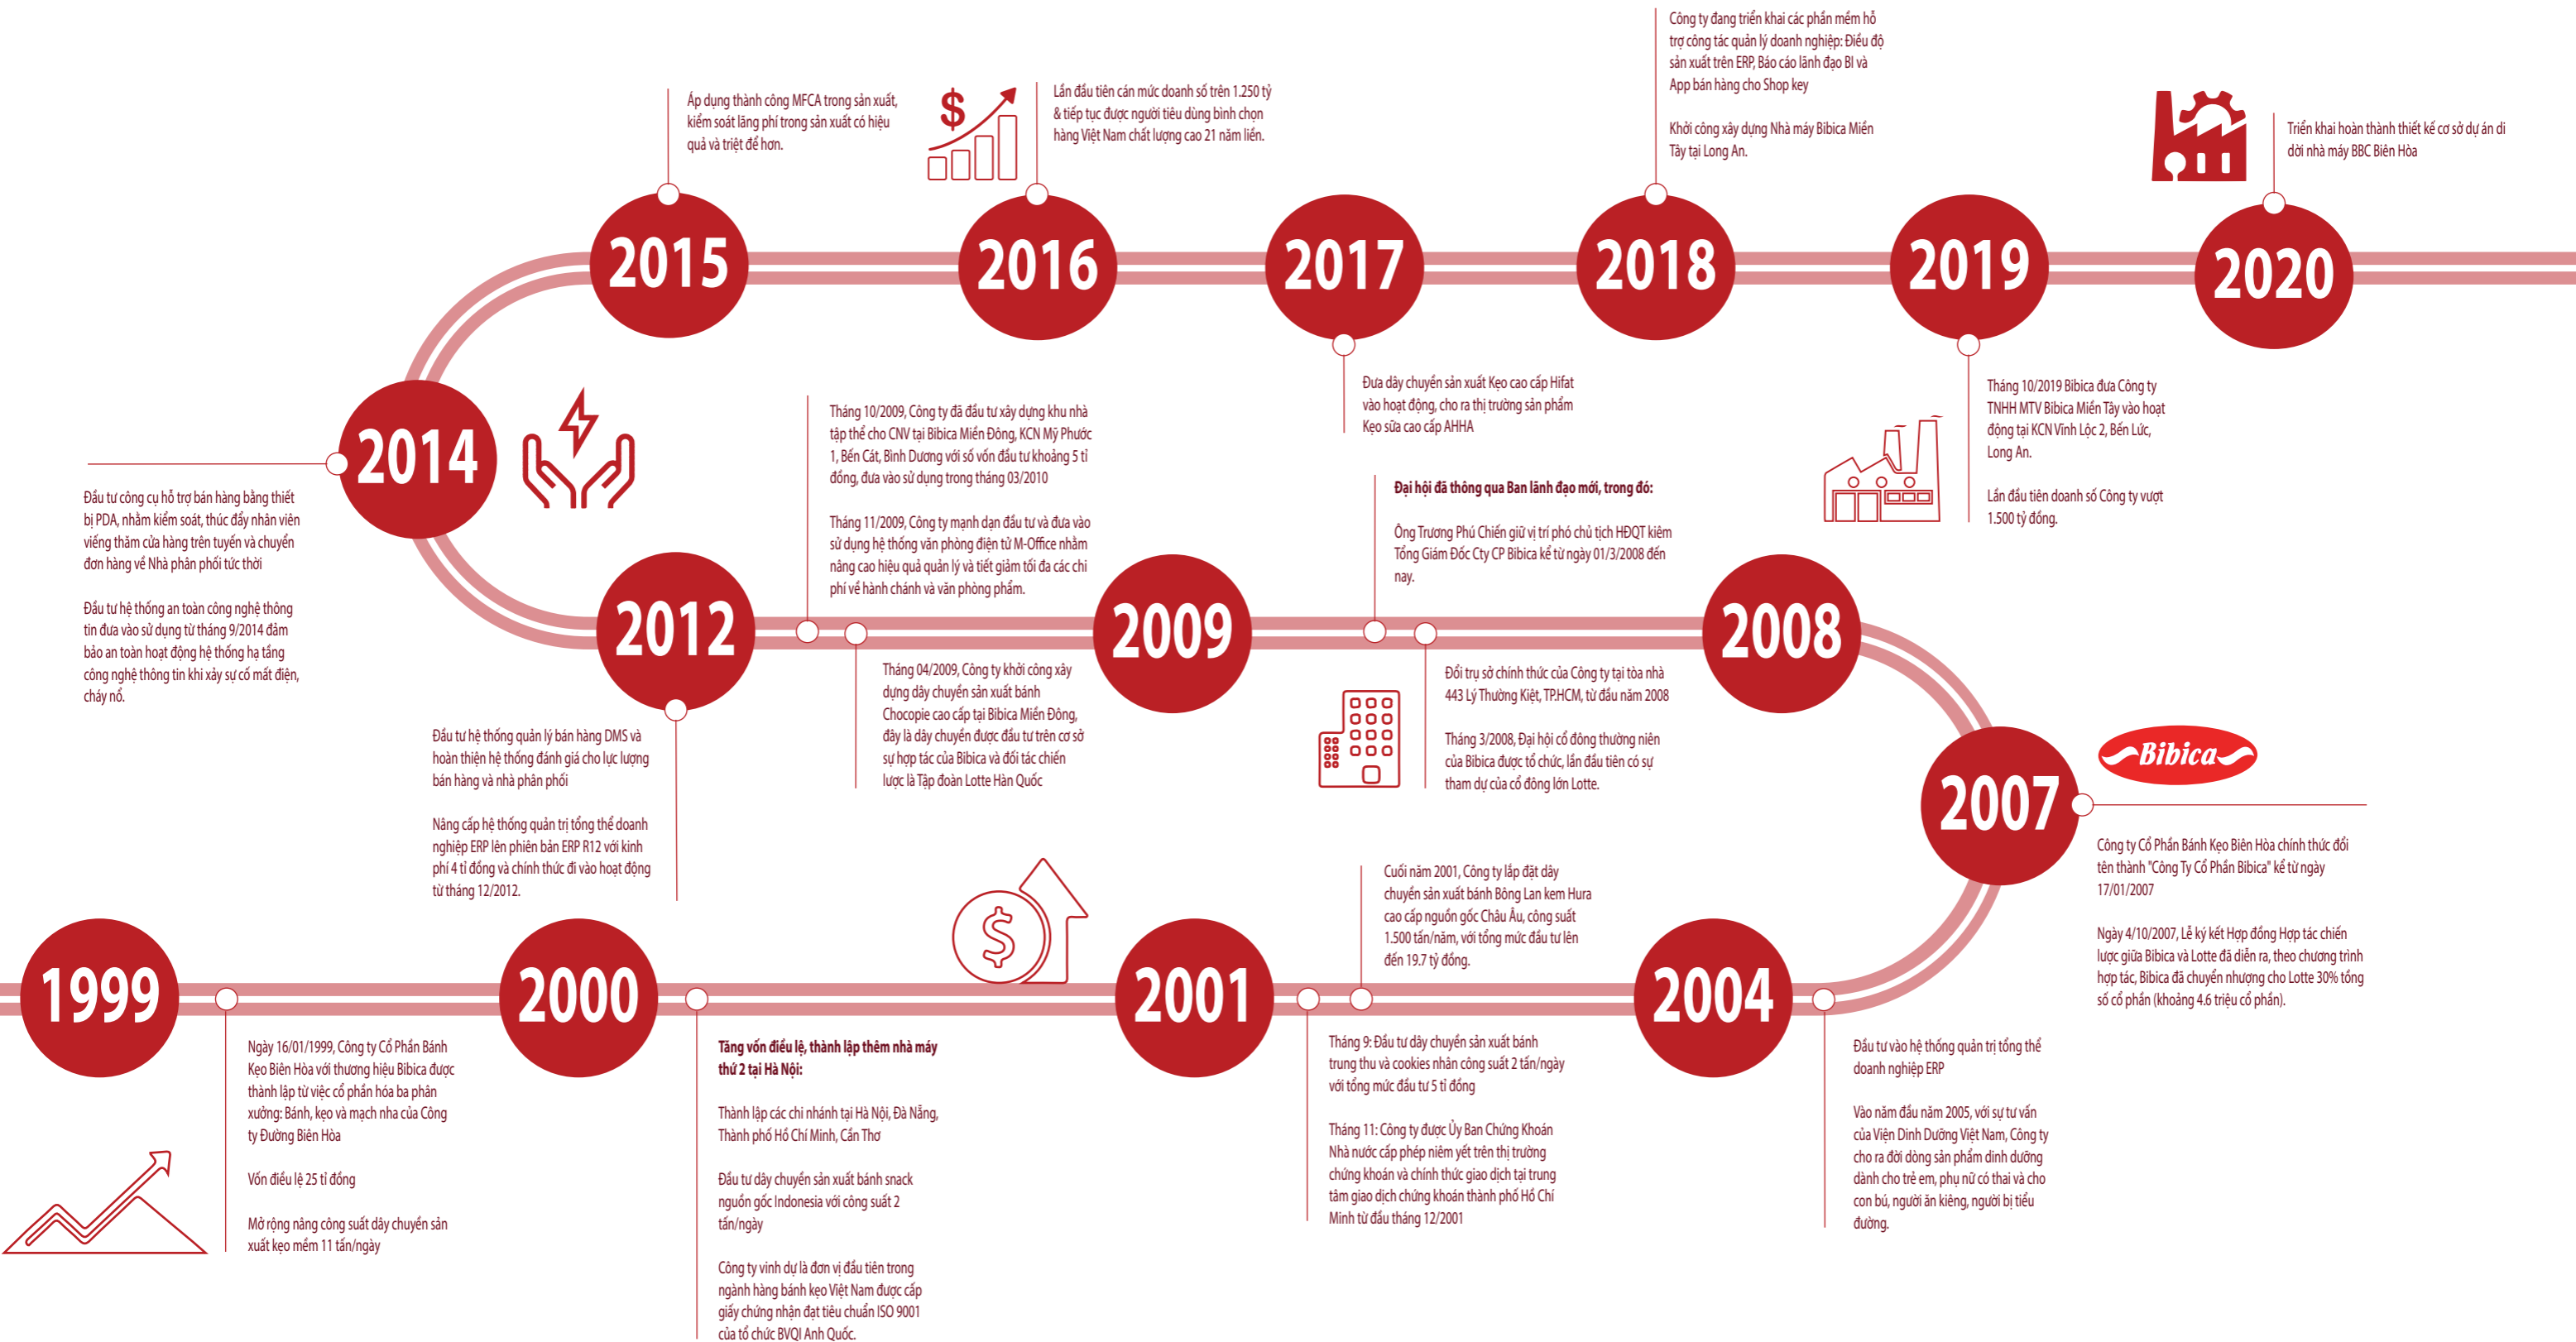 1999
Ngày 16/01/1999, Công ty Cổ Phần Bánh
Kẹo Biên Hòa với thương hiệu Bibica được
thành lập từ việc cổ phần hóa ba phân
xưởng: Bánh, kẹo và mạch nha của Công
ty Đường Biên Hòa
Vốn điều lệ 25 tỉ đồng
Mở rộng nâng công suất dây chuyền sản
xuất kẹo mềm 11 tấn/ngày
2000
Tăng vốn điều lệ, thành lập thêm nhà máy
thứ 2 tại Hà Nội:
Thành lập các chi nhánh tại Hà Nội, Đà Nẵng,
Thành phố Hồ Chí Minh, Cần Thơ
Đầu tư dây chuyền sản xuất bánh snack
nguồn gốc Indonesia với công suất 2
tấn/ngày
Công ty vinh dự là đơn vị đầu tiên trong
ngành hàng bánh kẹo Việt Nam được cấp
giấy chứng nhận đạt tiêu chuẩn ISO 9001
của tổ chức BVQI Anh Quốc.
$
2001
Cuối năm 2001, Công ty lắp đặt dây
chuyền sản xuất bánh Bông Lan kem Hura
cao cấp nguồn gốc Châu Âu, công suất
1.500 tấn/năm, với tổng mức đầu tư lên
đến 19.7 tỷ đồng.
Tháng 9: Đầu tư dây chuyền sản xuất bánh
trung thu và cookies nhân công suất 2 tấn/ngày
với tổng mức đầu tư 5 tỉ đồng
Tháng 11: Công ty được Ủy Ban Chứng Khoán
Nhà nước cấp phép niêm yết trên thị trường
chứng khoán và chính thức giao dịch tại trung
tâm giao dịch chứng khoán thành phố Hồ Chí
Minh từ đầu tháng 12/2001
2004
Đầu tư vào hệ thống quản trị tổng thể
doanh nghiệp ERP
Vào năm đầu năm 2005, với sự tư vấn
của Viện Dinh Dưỡng Việt Nam, Công ty
cho ra đời dòng sản phẩm dinh dưỡng
dành cho trẻ em, phụ nữ có thai và cho
con bú, người ăn kiêng, người bị tiểu
đường.
2007
Bibica
Công ty Cổ Phần Bánh Kẹo Biên Hòa chính thức đổi
tên thành "Công Ty Cổ Phần Bibica" kể từ ngày
17/01/2007
Ngày 4/10/2007, Lễ ký kết Hợp đồng Hợp tác chiến
lược giữa Bibica và Lotte đã diễn ra, theo chương trình
hợp tác, Bibica đã chuyển nhượng cho Lotte 30% tổng
số cổ phần (khoảng 4.6 triệu cổ phần).
2008
Đại hội đã thông qua Ban lãnh đạo mới, trong đó:
Ông Trương Phú Chiến giữ vị trí phó chủ tịch HĐQT kiêm
Tổng Giám Đốc Cty CP Bibica kể từ ngày 01/3/2008 đến
nay.
Đổi trụ sở chính thức của Công ty tại tòa nhà
443 Lý Thường Kiệt, TP.HCM, từ đầu năm 2008
Tháng 3/2008, Đại hội cổ đông thường niên
của Bibica được tổ chức, lần đầu tiên có sự
tham dự của cổ đông lớn Lotte.
2009
Tháng 10/2009, Công ty đã đầu tư xây dựng khu nhà
tập thể cho CNV tại Bibica Miền Đông, KCN Mỹ Phước
1, Bến Cát, Bình Dương với số vốn đầu tư khoảng 5 tỉ
đồng, đưa vào sử dụng trong tháng 03/2010
Tháng 11/2009, Công ty mạnh dạn đầu tư và đưa vào
sử dụng hệ thống văn phòng điện tử M-Office nhằm
nâng cao hiệu quả quản lý và tiết giảm tối đa các chi
phí về hành chánh và văn phòng phẩm.
Tháng 04/2009, Công ty khởi công xây
dựng dây chuyền sản xuất bánh
Chocopie cao cấp tại Bibica Miền Đông,
đây là dây chuyền được đầu tư trên cơ sở
sự hợp tác của Bibica và đối tác chiến
lược là Tập đoàn Lotte Hàn Quốc
2012
Đầu tư hệ thống quản lý bán hàng DMS và
hoàn thiện hệ thống đánh giá cho lực lượng
bán hàng và nhà phân phối
Nâng cấp hệ thống quản trị tổng thể doanh
nghiệp ERP lên phiên bản ERP R12 với kinh
phí 4 tỉ đồng và chính thức đi vào hoạt động
từ tháng 12/2012.
2014
Đầu tư công cụ hỗ trợ bán hàng bằng thiết
bị PDA, nhằm kiểm soát, thúc đẩy nhân viên
viếng thăm cửa hàng trên tuyến và chuyển
đơn hàng về Nhà phân phối tức thời
Đầu tư hệ thống an toàn công nghệ thông
tin đưa vào sử dụng từ tháng 9/2014 đảm
bảo an toàn hoạt động hệ thống hạ tầng
công nghệ thông tin khi xảy sự cố mất điện,
cháy nổ.
2015
Áp dụng thành công MFCA trong sản xuất,
kiểm soát lãng phí trong sản xuất có hiệu
quả và triệt để hơn.
$
2016
Lần đầu tiên cán mức doanh số trên 1.250 tỷ
& tiếp tục được người tiêu dùng bình chọn
hàng Việt Nam chất lượng cao 21 năm liền.
2017
Đưa dây chuyền sản xuất Kẹo cao cấp Hifat
vào hoạt động, cho ra thị trường sản phẩm
Kẹo sữa cao cấp AHHA
2018
Công ty đang triển khai các phần mềm hỗ
trợ công tác quản lý doanh nghiệp: Điều độ
sản xuất trên ERP, Báo cáo lãnh đạo BI và
App bán hàng cho Shop key
Khởi công xây dựng Nhà máy Bibica Miền
Tây tại Long An.
2019
Tháng 10/2019 Bibica đưa Công ty
TNHH MTV Bibica Miền Tây vào hoạt
động tại KCN Vĩnh Lộc 2, Bến Lức,
Long An.
Lần đầu tiên doanh số Công ty vượt
1.500 tỷ đồng.
2020
Triển khai hoàn thành thiết kế cơ sở dự án di
dời nhà máy BBC Biên Hòa